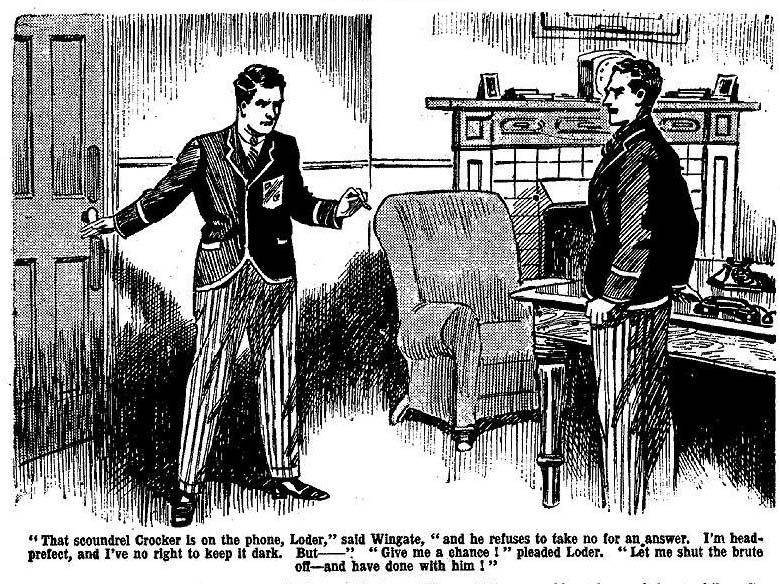 “That scoundrel Crocker is on the phone, Loder,” said Wingate, “and he refuses to take no for an answer. I’m head-
prefect, and I’ve no right to keep it dark. But——” “Give me a chance!” pleaded Loder. “Let me shut the brute
off—and have done with him!”